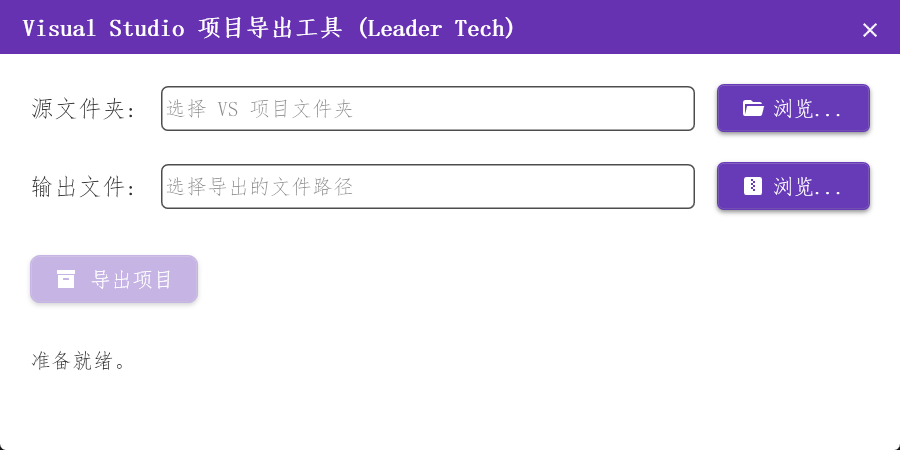 Visual Studio 项目导出工具 (Leader Tech)
源文件夹: 选择 VS 项目文件夹 浏览...
输出文件: 选择导出的文件路径 浏览...
导出项目
准备就绪。